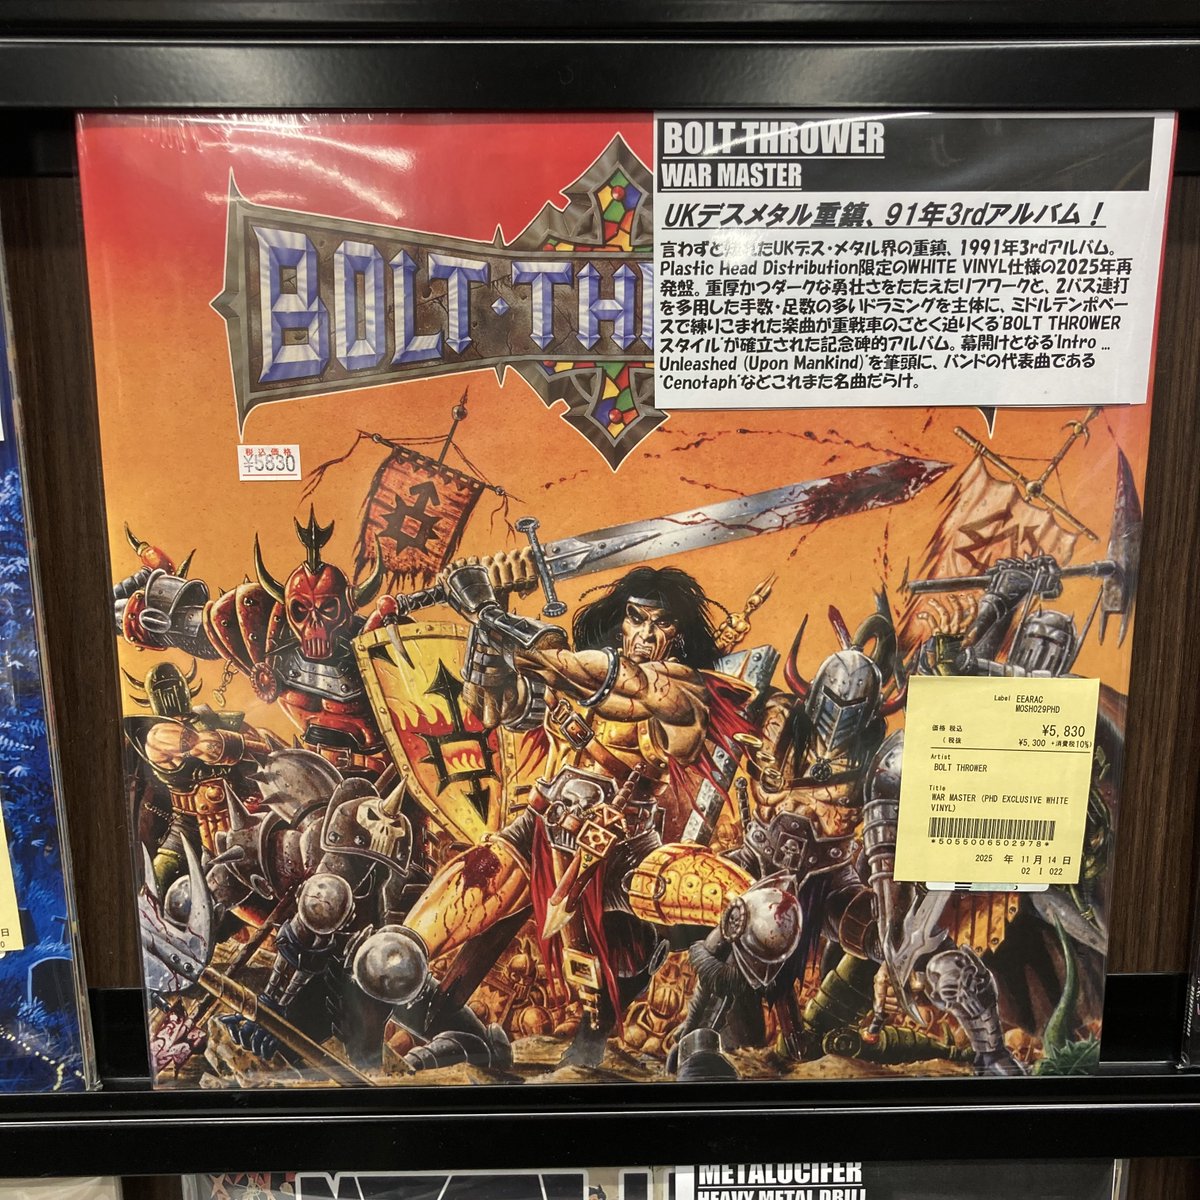 BOLT THROWER
WAR MASTER
UKデスメタル重鎮、91年3rdアルバム！
言わずと知れたUKデス・メタル界の重鎮、1991年3rdアルバム。
Plastic Head Distribution限定のWHITE VINYL仕様の2025年再
発盤。重厚かつダークな勇壮さをたたえたリフワークと、2バス連打
を多用した手数・足数の多いドラミングを主体に、ミドルテンポベー
スで練りこまれた楽曲が重戦車のごとく迫りくる"BOLT THROWER
スタイル"が確立された記念碑的アルバム。幕開けとなる"Intro ...
Unleashed (Upon Mankind)"を筆頭に、バンドの代表曲である
"Cenotaph"などこれまた名曲だらけ。
BOLT·TH
税込価格
¥5830
Label EEARAC
MOSH029PHD
価格 税込 ¥5,830
(税抜 ¥5,300 +消費税10%)
Artist
BOLT THROWER
Title
WAR MASTER (PHD EXCLUSIVE WHITE
VINYL)
*5055006502978*
2025 年 11月 14日
02 1 022
METALUCIFER
HEAVY METAL DRILL